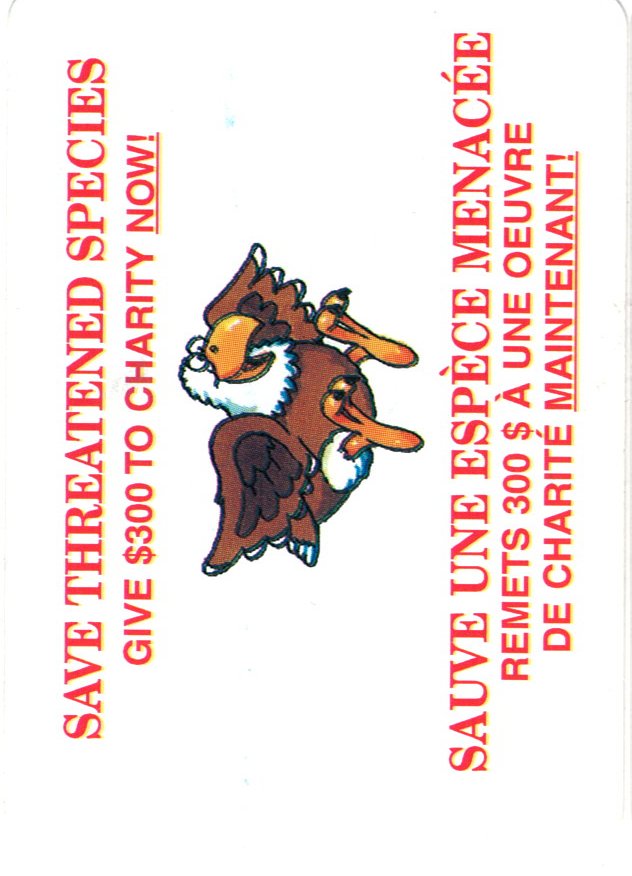 SAVE THREATENED SPECIES
GIVE $300 TO CHARITY NOW!
SAUVE UNE ESPÈCE MENACÉE
REMETS 300 $ À UNE OEUVRE
DE CHARITÉ MAINTENANT!